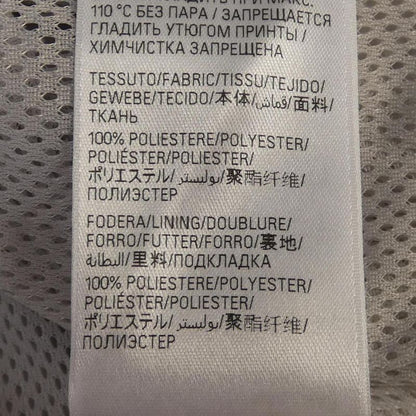 110 °C БЕЗ ПАРА / ЗАПРЕЩАЕТСЯ
ГЛАДИТЬ УТЮГОМ ПРИНТЫ /
ХИМЧИСТКА ЗАПРЕЩЕНА
TESSUTO/FABRIC/TISSU/TEJIDO/
GEWEBE/TECIDO/本体/قماش/面料/
ТКАНЬ
100% POLIESTERE/POLYESTER/
POLIÉSTER/POLIESTER/
ポリエステル/بوليستر/聚酯纤维/
ПОЛИЭСТЕР
FODERA/LINING/DOUBLURE/
FORRO/FUTTER/FORRO/裏地/
البطانة/里料/ПОДКЛАДКА
100% POLIESTERE/POLYESTER/
POLIÉSTER/POLIESTER/
ポリエステル/بوليستر/聚酯纤维/
ПОЛИЭСТЕР